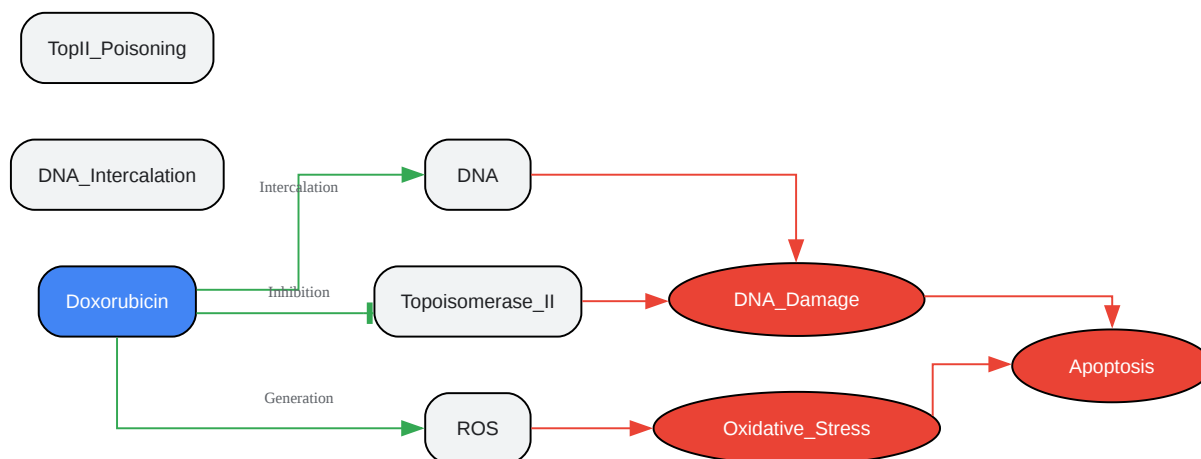 TopII_Poisoning
DNA_Intercalation
Intercalation
DNA
Doxorubicin
Inhibition
Topoisomerase_II
DNA_Damage
Apoptosis
Generation
ROS
Oxidative_Stress